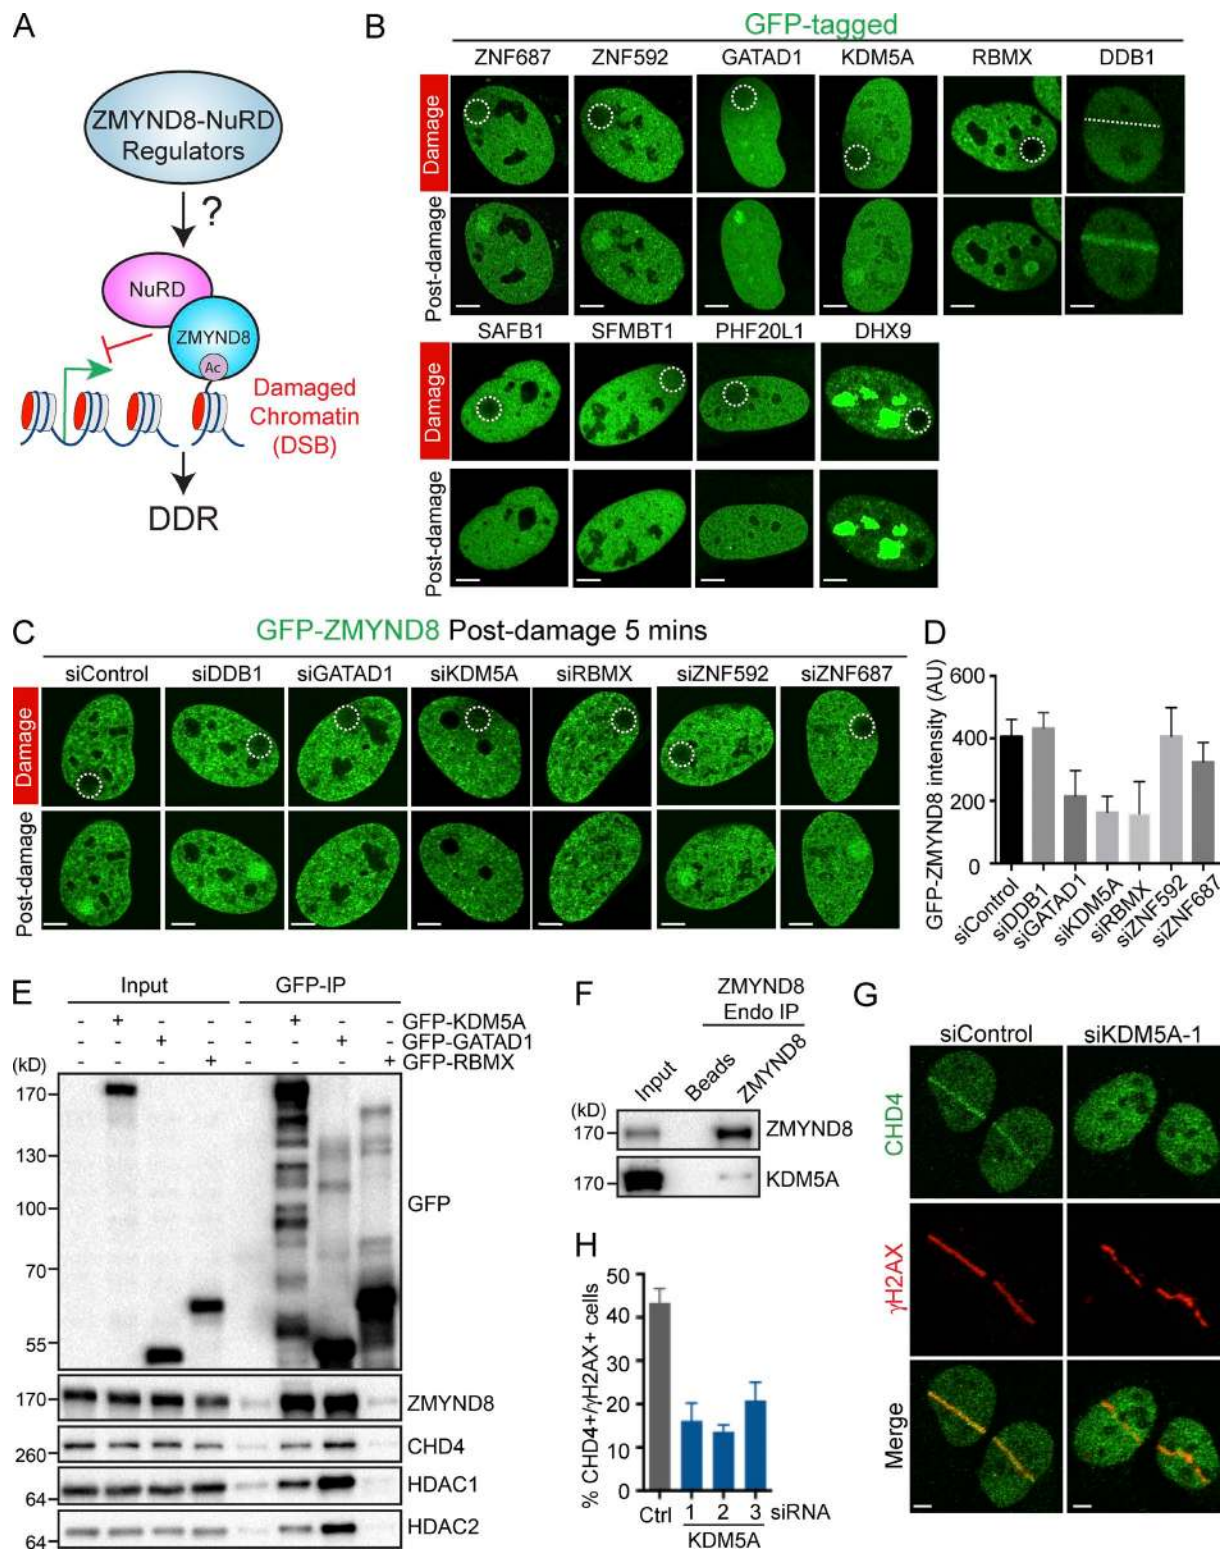 A
ZMYND8-NuRD
Regulators
?
NuRD
ZMYND8
Ac
Damaged
Chromatin
(DSB)
DDR
B
GFP-tagged
ZNF687 ZNF592 GATAD1 KDM5A RBMX DDB1
Damage
Post-damage
SAFB1 SFMBT1 PHF20L1 DHX9
Damage
Post-damage
C
GFP-ZMYND8 Post-damage 5 mins
siControl siDDB1 siGATAD1 siKDM5A siRBMX siZNF592 siZNF687
Damage
Post-damage
D
GFP-ZMYND8 intensity (AU)
600
400
200
0
siControl siDDB1 siGATAD1 siKDM5A siRBMX siZNF592 siZNF687
E
Input GFP-IP
- + - - - + - - GFP-KDM5A
- - + - - - + - GFP-GATAD1
- - - + - - - + GFP-RBMX
(kD)
170
130
100
70
55
GFP
170 ZMYND8
260 CHD4
64 HDAC1
64 HDAC2
F
ZMYND8
Endo IP
Input Beads ZMYND8
(kD)
170 ZMYND8
170 KDM5A
G
siControl siKDM5A-1
CHD4
γH2AX
Merge
H
% CHD4+/γH2AX+ cells
50
40
30
20
10
0
Ctrl 1 2 3 siRNA
KDM5A